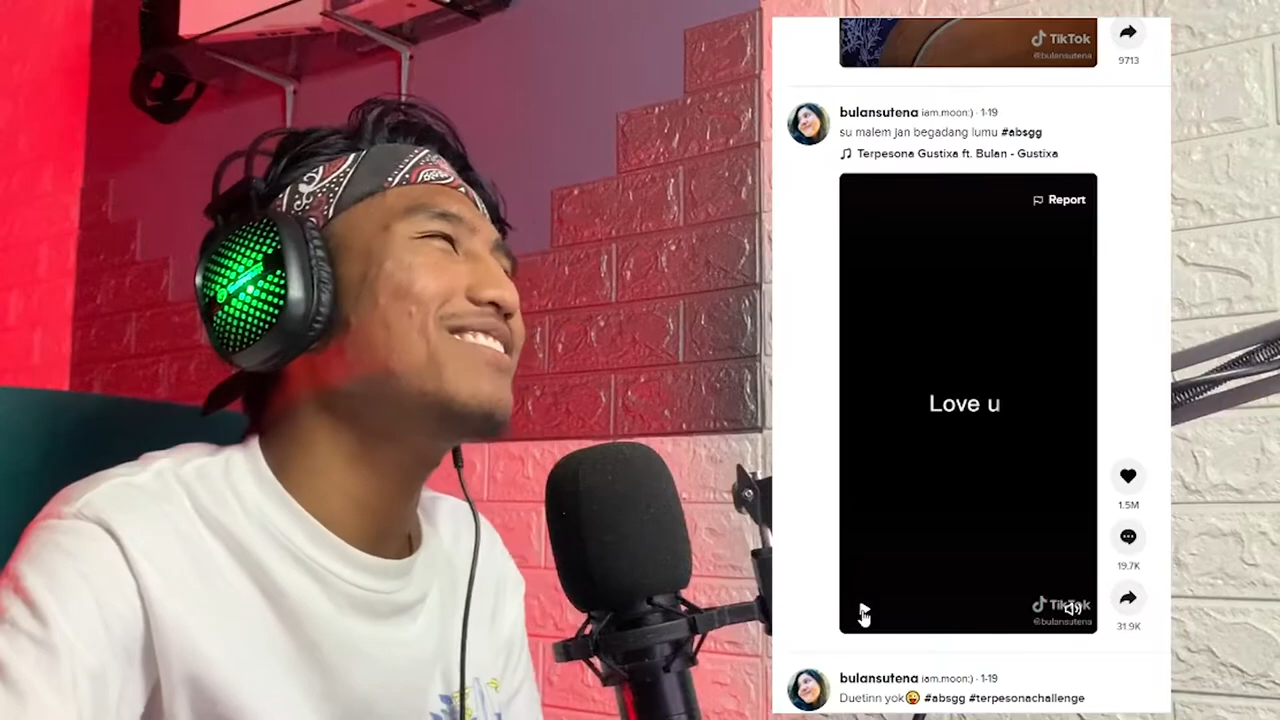 TikTok
@bulansutena
9713
bulansutena iam.moon:) · 1-19
su malem jan begadang lumu #absgg
Terpesona Gustixa ft. Bulan - Gustixa
Report
Love u
1.5M
19.7K
TikTok
@bulansutena
31.9K
bulansutena iam.moon:) · 1-19
Duetinn yok😜 #absgg #terpesonachallenge